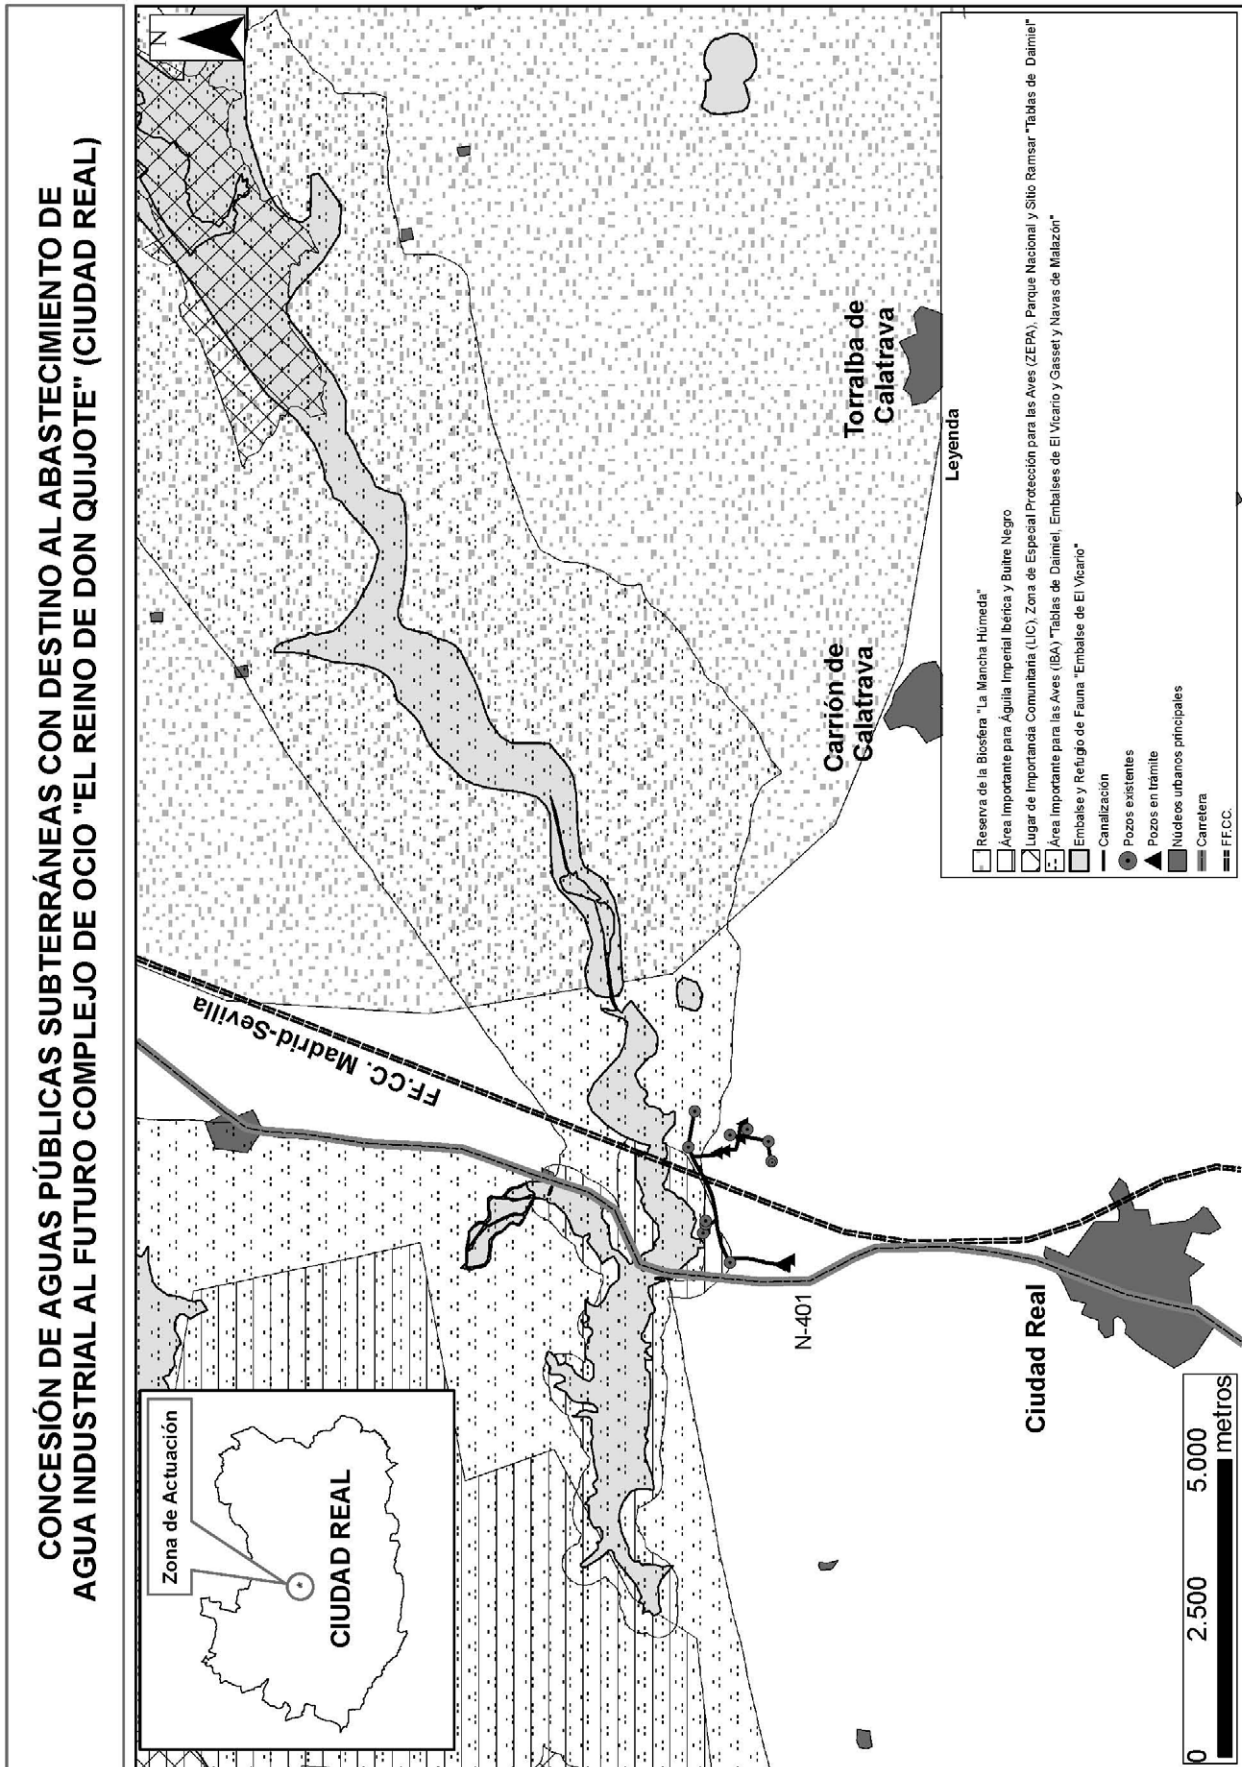 CONCESIÓN DE AGUAS PÚBLICAS SUBTERRÁNEAS CON DESTINO AL ABASTECIMIENTO DE
AGUA INDUSTRIAL AL FUTURO COMPLEJO DE OCIO "EL REINO DE DON QUIJOTE" (CIUDAD REAL)
N
Zona de Actuación
CIUDAD REAL
FF.CC. Madrid-Sevilla
N-401
Ciudad Real
Carrión de
Calatrava
Torralba de
Calatrava
0 2.500 5.000
metros
Leyenda
Reserva de la Biosfera "La Mancha Húmeda"
Área Importante para Águila Imperial Ibérica y Buitre Negro
Lugar de Importancia Comunitaria (LIC), Zona de Especial Protección para las Aves (ZEPA), Parque Nacional y Sitio Ramsar "Tablas de Daimiel"
Área Importante para las Aves (IBA) "Tablas de Daimiel, Embalses de El Vicario y Gasset y Navas de Malazón"
Embalse y Refugio de Fauna "Embalse de El Vicario"
Canalización
Pozos existentes
Pozos en trámite
Núcleos urbanos principales
Carretera
FF.CC.